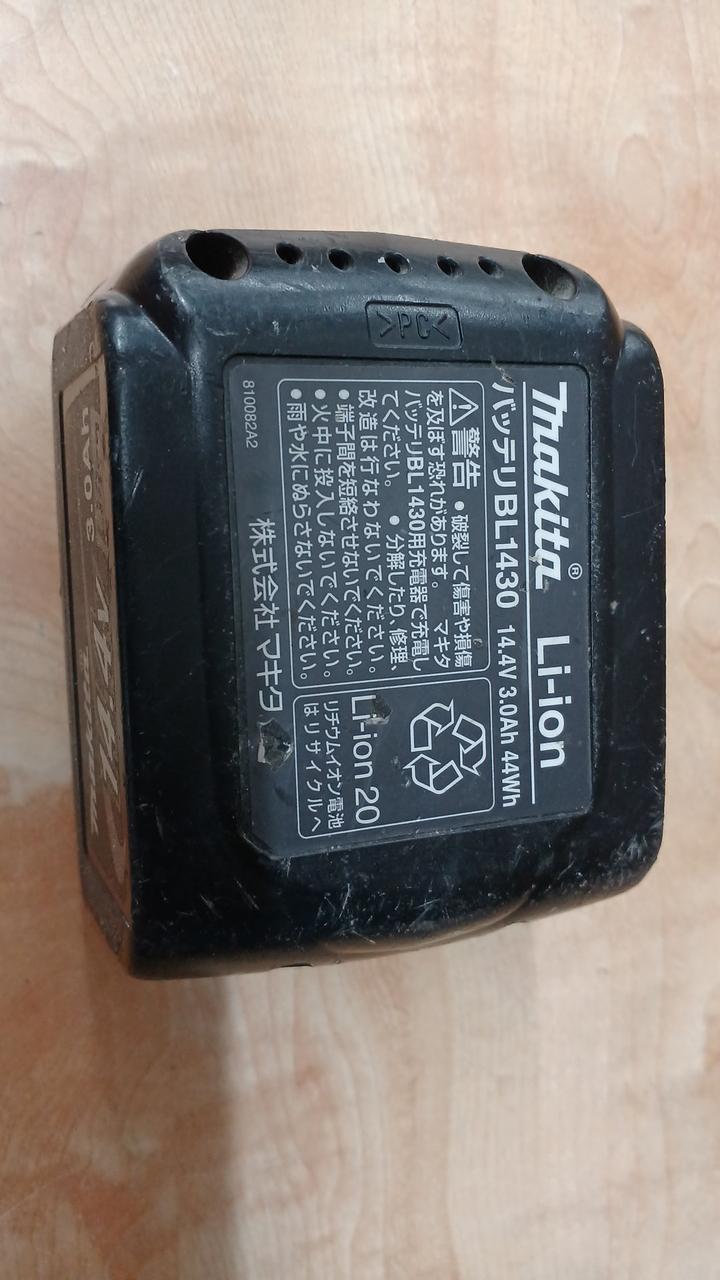 >PC<
makita® Li-ion
バッテリBL1430 14.4V 3.0Ah 44Wh
警告 ●破裂して傷害や損傷
を及ぼす恐れがあります。 マキタ
バッテリBL1430用充電器で充電し
てください。 ●分解したり、修理、
改造は行なわないでください。
●端子間を短絡させないでください。
●火中に投入しないでください。
●雨や水にぬらさないでください。
Li-ion 20
リチウムイオン電池
はリサイクルへ
810082A2
株式会社 マキタ
3.0Ah
14.4V